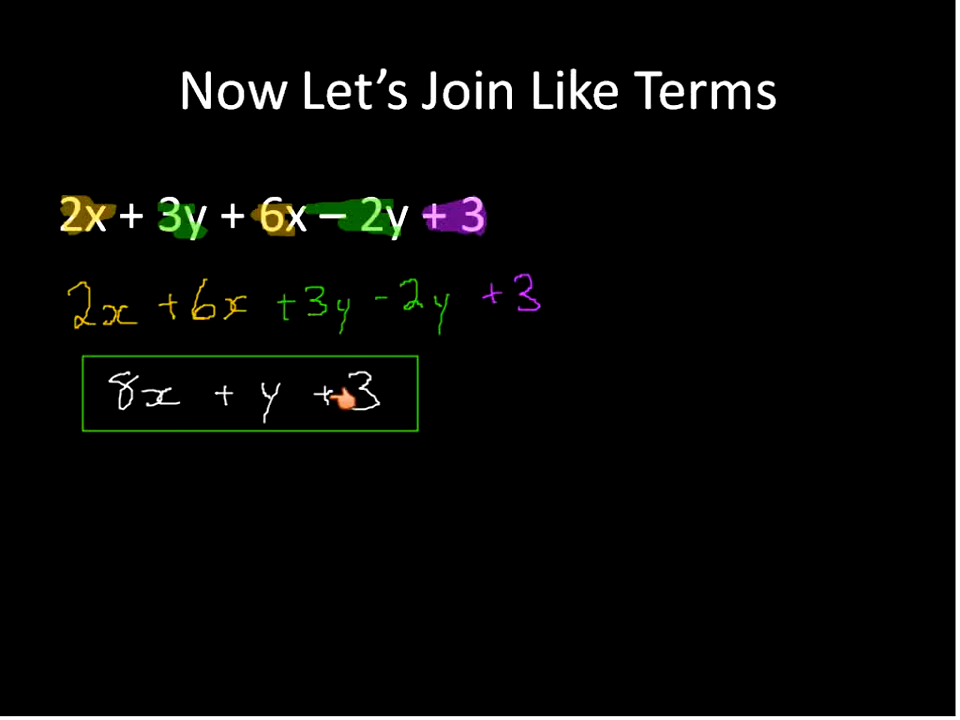 Now Let's Join Like Terms
2x + 3y + 6x – 2y + 3
2x + 6x + 3y - 2y + 3
8x + y + 3